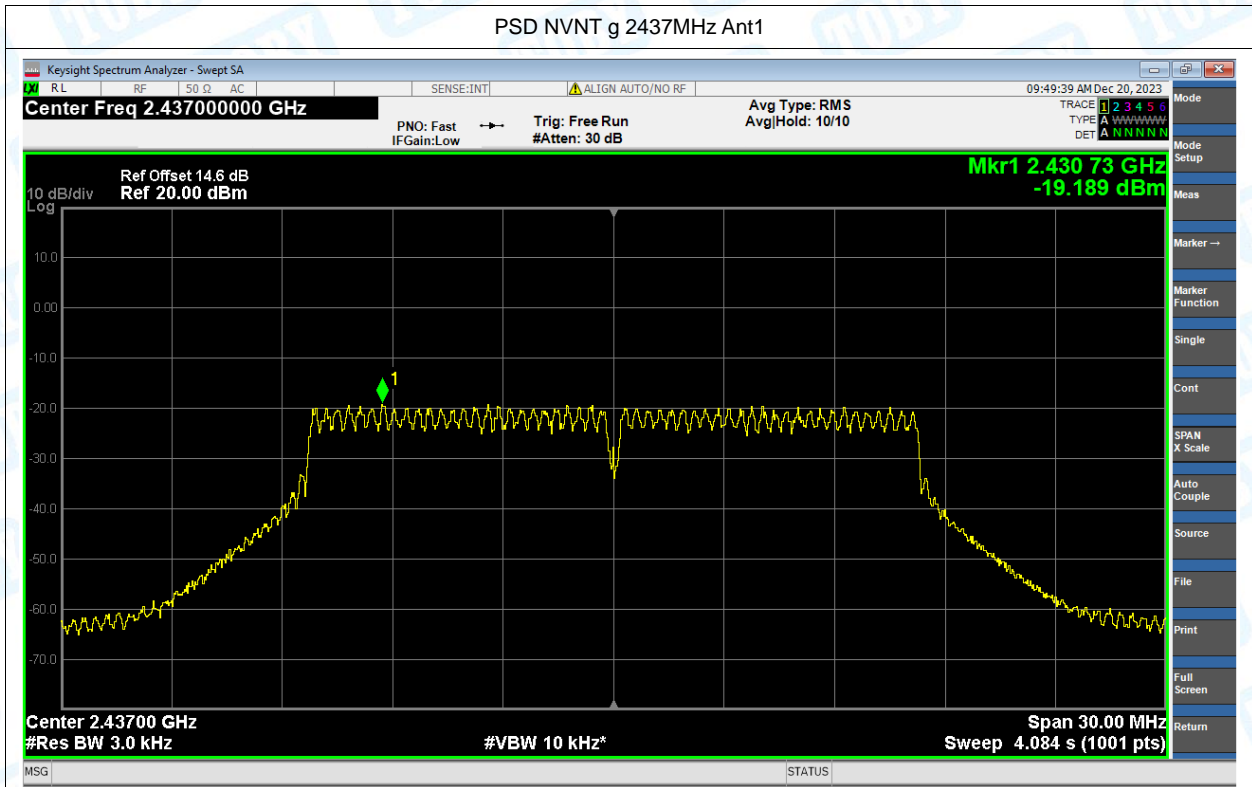 PSD NVNT g 2437MHz Ant1
Keysight Spectrum Analyzer - Swept SA
LXI RL RF 50 Ω AC SENSE:INT ALIGN AUTO/NO RF 09:49:39 AM Dec 20, 2023
Center Freq 2.437000000 GHz
PNO: Fast
IFGain:Low
Trig: Free Run
#Atten: 30 dB
Avg Type: RMS
Avg|Hold: 10/10
TRACE 1 2 3 4 5 6
TYPE A WWWWW
DET A N N N N N
Mkr1 2.430 73 GHz
-19.189 dBm
Ref Offset 14.6 dB
10 dB/div Ref 20.00 dBm
Log
10.0
0.00
-10.0
-20.0
-30.0
-40.0
-50.0
-60.0
-70.0
1
Center 2.43700 GHz Span 30.00 MHz
#Res BW 3.0 kHz #VBW 10 kHz* Sweep 4.084 s (1001 pts)
MSG STATUS
Mode
Mode
Setup
Meas
Marker →
Marker
Function
Single
Cont
SPAN
X Scale
Auto
Couple
Source
File
Print
Full
Screen
Return
TOBY